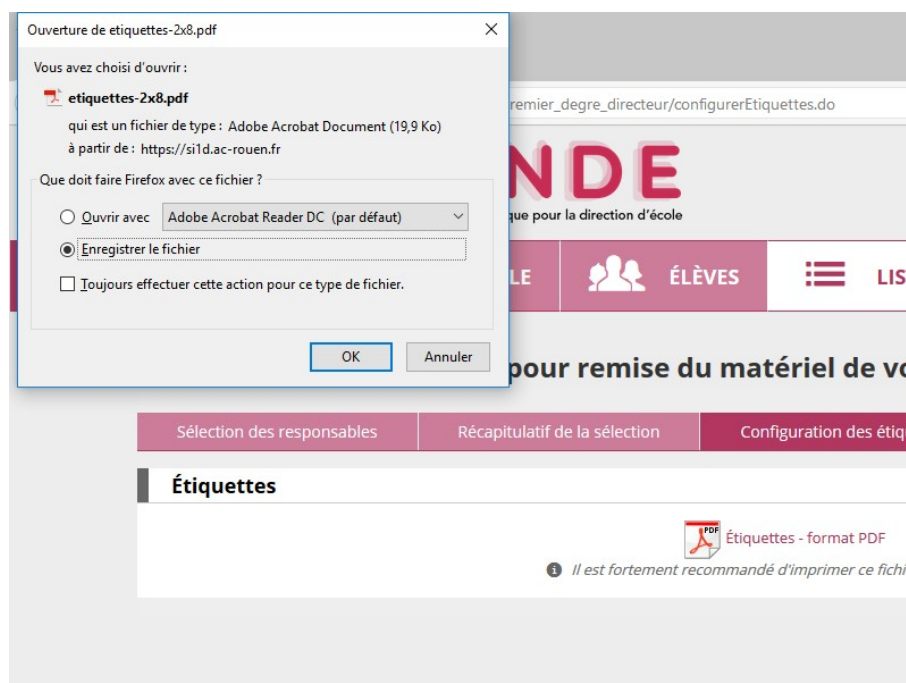 Ouverture de etiquettes-2x8.pdf
Vous avez choisi d'ouvrir :
etiquettes-2x8.pdf
qui est un fichier de type : Adobe Acrobat Document (19,9 Ko)
à partir de : https://si1d.ac-rouen.fr
Que doit faire Firefox avec ce fichier ?
Ouvrir avec Adobe Acrobat Reader DC (par défaut)
Enregistrer le fichier
Toujours effectuer cette action pour ce type de fichier.
OK Annuler
remier_degre_directeur/configurerEtiquettes.do
NDE
que pour la direction d'école
LE ÉLÈVES LIS
pour remise du matériel de vo
Sélection des responsables Récapitulatif de la sélection Configuration des étiq
Étiquettes
PDF Étiquettes - format PDF
Il est fortement recommandé d'imprimer ce fichi